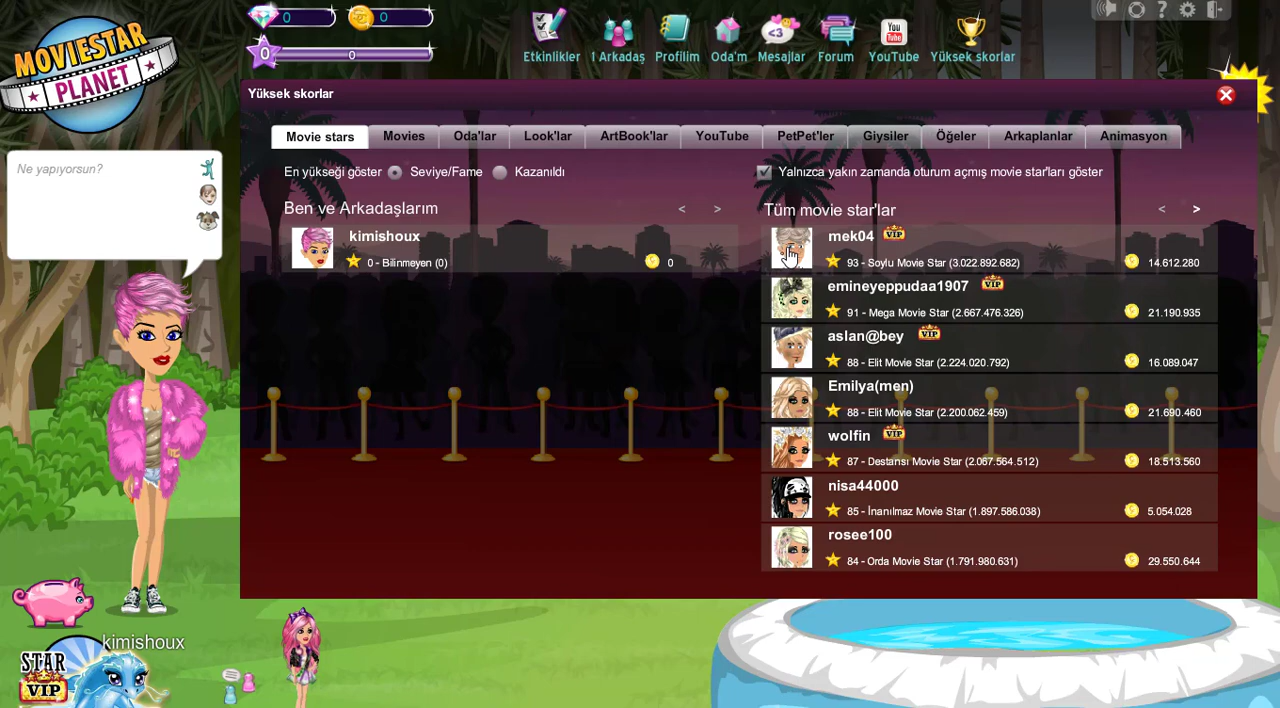 MOVIESTAR
PLANET
0
0
0
0
Etkinlikler
1 Arkadaş
Profilim
Oda'm
<3
Mesajlar
Forum
You
Tube
YouTube
Yüksek skorlar
?
Yüksek skorlar
Movie stars
Movies
Oda'lar
Look'lar
ArtBook'lar
YouTube
PetPet'ler
Giysiler
Öğeler
Arkaplanlar
Animasyon
Ne yapıyorsun?
En yükseği göster
Seviye/Fame
Kazanıldı
Yalnızca yakın zamanda oturum açmış movie star'ları göster
Ben ve Arkadaşlarım
< >
Tüm movie star'lar
< >
kimishoux
0 - Bilinmeyen (0)
0
mek04 VIP
93 - Soylu Movie Star (3.022.892.682)
14.612.280
emineyeppudaa1907 VIP
91 - Mega Movie Star (2.667.476.326)
21.190.935
aslan@bey VIP
88 - Elit Movie Star (2.224.020.792)
16.089.047
Emilya(men)
88 - Elit Movie Star (2.200.062.459)
21.690.460
wolfin VIP
87 - Destansı Movie Star (2.067.564.512)
18.513.560
nisa44000
85 - İnanılmaz Movie Star (1.897.586.038)
5.054.028
rosee100
84 - Orda Movie Star (1.791.980.631)
29.550.644
kimishoux
STAR
VIP